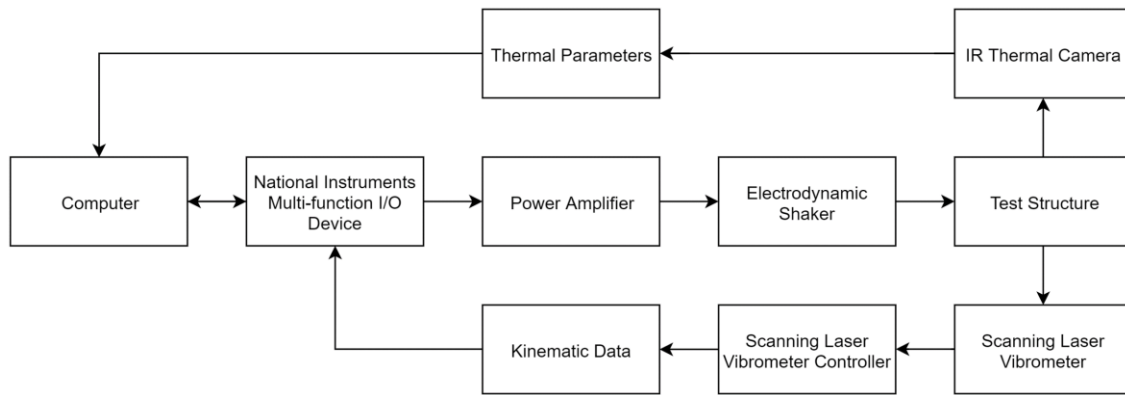 Thermal Parameters
IR Thermal Camera
Computer
National Instruments
Multi-function I/O
Device
Power Amplifier
Electrodynamic
Shaker
Test Structure
Kinematic Data
Scanning Laser
Vibrometer Controller
Scanning Laser
Vibrometer